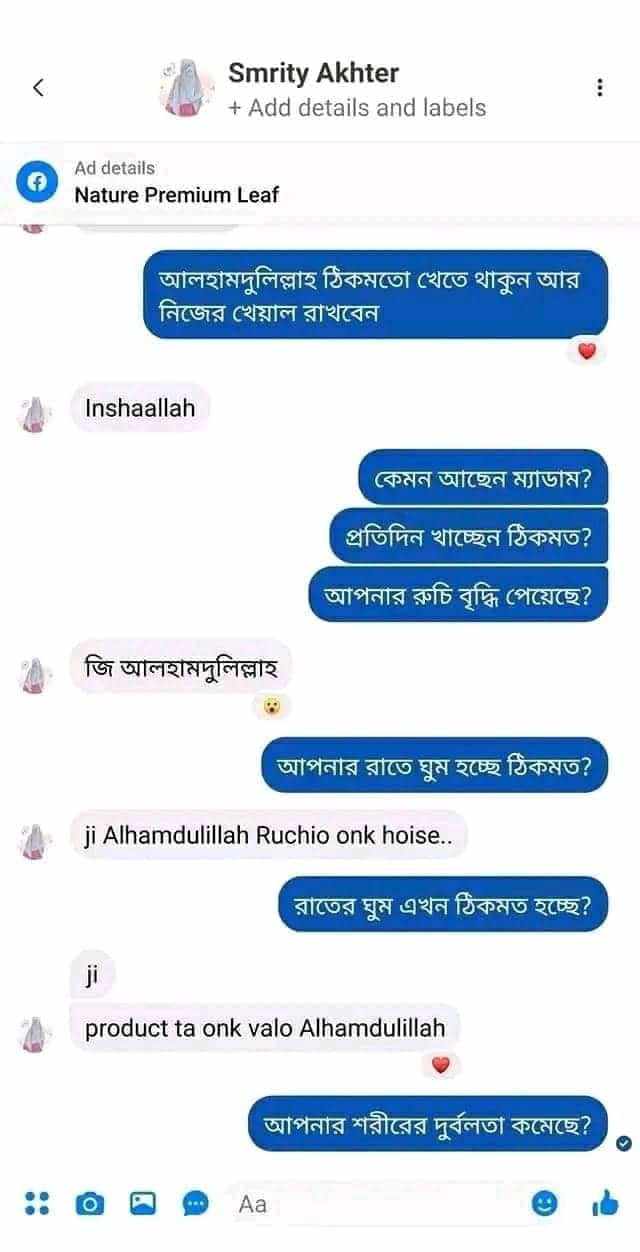 Smrity Akhter
+ Add details and labels
Ad details
Nature Premium Leaf
আলহামদুলিল্লাহ ঠিকমতো খেতে থাকুন আর
নিজের খেয়াল রাখবেন
Inshaallah
কেমন আছেন ম্যাডাম?
প্রতিদিন খাচ্ছেন ঠিকমত?
আপনার রুচি বৃদ্ধি পেয়েছে?
জি আলহামদুলিল্লাহ
আপনার রাতে ঘুম হচ্ছে ঠিকমত?
ji Alhamdulillah Ruchio onk hoise..
রাতের ঘুম এখন ঠিকমত হচ্ছে?
ji
product ta onk valo Alhamdulillah
আপনার শরীরের দুর্বলতা কমেছে?
Aa